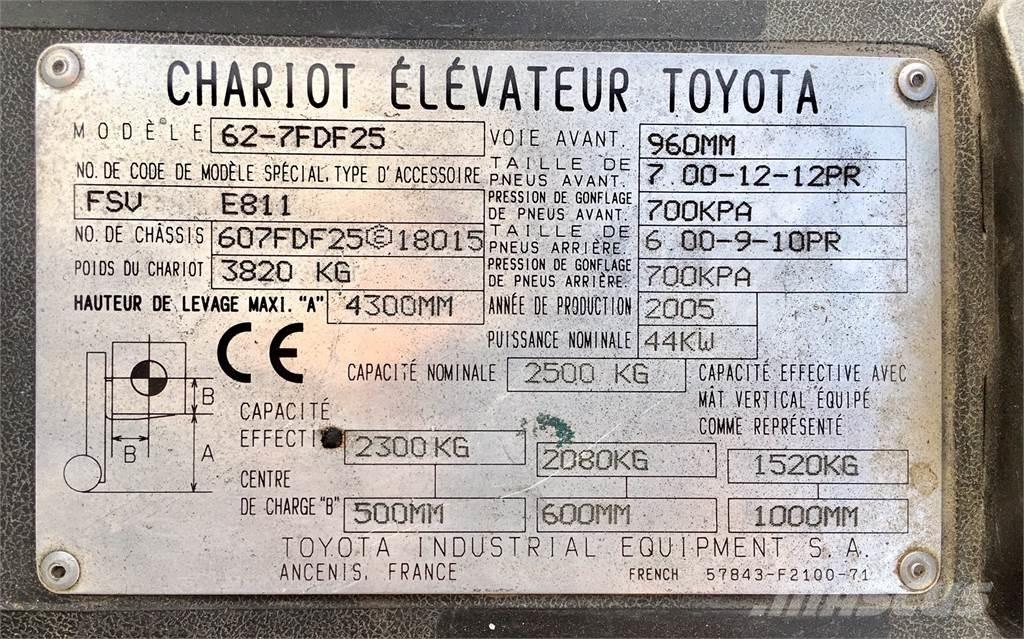 CHARIOT ÉLÉVATEUR TOYOTA
MODÈLE 62-7FDF25
NO. DE CODE DE MODÈLE SPÉCIAL. TYPE D'ACCESSOIRE
FSV E811
NO. DE CHÂSSIS 607FDF25Ⓔ18015
POIDS DU CHARIOT 3820 KG
HAUTEUR DE LEVAGE MAXI. "A" 4300MM
VOIE AVANT. 960MM
TAILLE DE
PNEUS AVANT. 7.00-12-12PR
PRESSION DE GONFLAGE
DE PNEUS AVANT. 700KPA
TAILLE DE
PNEUS ARRIÈRE. 6.00-9-10PR
PRESSION DE GONFLAGE
DE PNEUS ARRIÈRE. 700KPA
ANNÉE DE PRODUCTION 2005
PUISSANCE NOMINALE 44KW
CE
CAPACITÉ NOMINALE 2500 KG
CAPACITÉ EFFECTIVE AVEC
MÂT VERTICAL ÉQUIPÉ
COMME REPRÉSENTÉ
B
B
A
CAPACITÉ
EFFECTI 2300KG 2080KG 1520KG
CENTRE
DE CHARGE "B" 500MM 600MM 1000MM
TOYOTA INDUSTRIAL EQUIPMENT S.A.
ANCENIS, FRANCE
FRENCH 57843-F2100-71
MASCUS